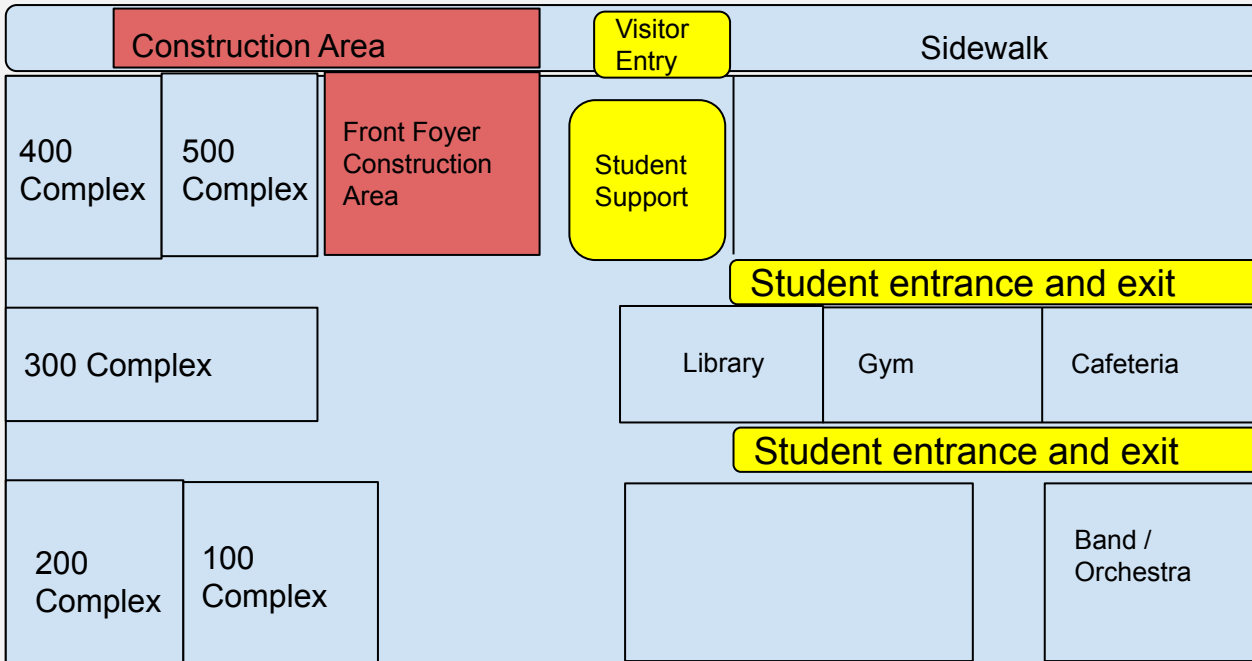 Construction Area
Visitor
Entry
Sidewalk
400
Complex
500
Complex
Front Foyer
Construction
Area
Student
Support
Student entrance and exit
300 Complex
Library
Gym
Cafeteria
Student entrance and exit
200
Complex
100
Complex
Band /
Orchestra